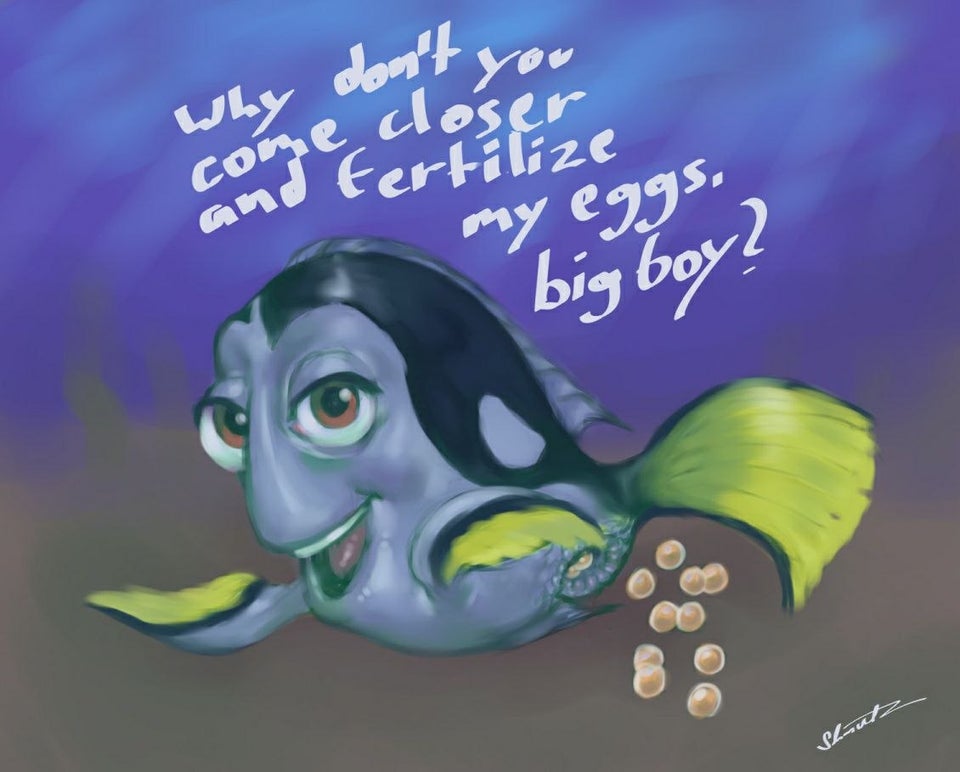 Why don't you
come closer
and fertilize
my eggs,
big boy?